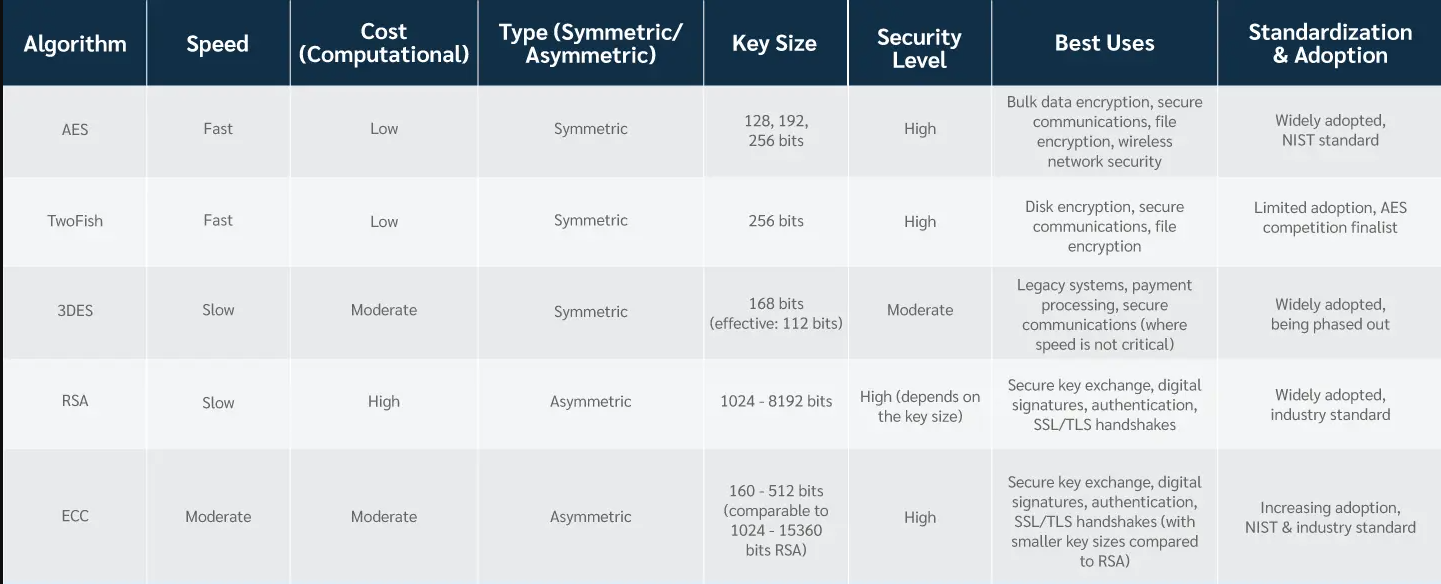 Algorithm
Speed
Cost
(Computational)
Type (Symmetric/
Asymmetric)
Key Size
Security
Level
Best Uses
Standardization
& Adoption
AES
Fast
Low
Symmetric
128, 192,
256 bits
High
Bulk data encryption, secure
communications, file
encryption, wireless
network security
Widely adopted,
NIST standard
TwoFish
Fast
Low
Symmetric
256 bits
High
Disk encryption, secure
communications, file
encryption
Limited adoption, AES
competition finalist
3DES
Slow
Moderate
Symmetric
168 bits
(effective: 112 bits)
Moderate
Legacy systems, payment
processing, secure
communications (where
speed is not critical)
Widely adopted,
being phased out
RSA
Slow
High
Asymmetric
1024 - 8192 bits
High (depends on
the key size)
Secure key exchange, digital
signatures, authentication,
SSL/TLS handshakes
Widely adopted,
industry standard
ECC
Moderate
Moderate
Asymmetric
160 - 512 bits
(comparable to
1024 - 15360
bits RSA)
High
Secure key exchange, digital
signatures, authentication,
SSL/TLS handshakes (with
smaller key sizes compared
to RSA)
Increasing adoption,
NIST & industry standard